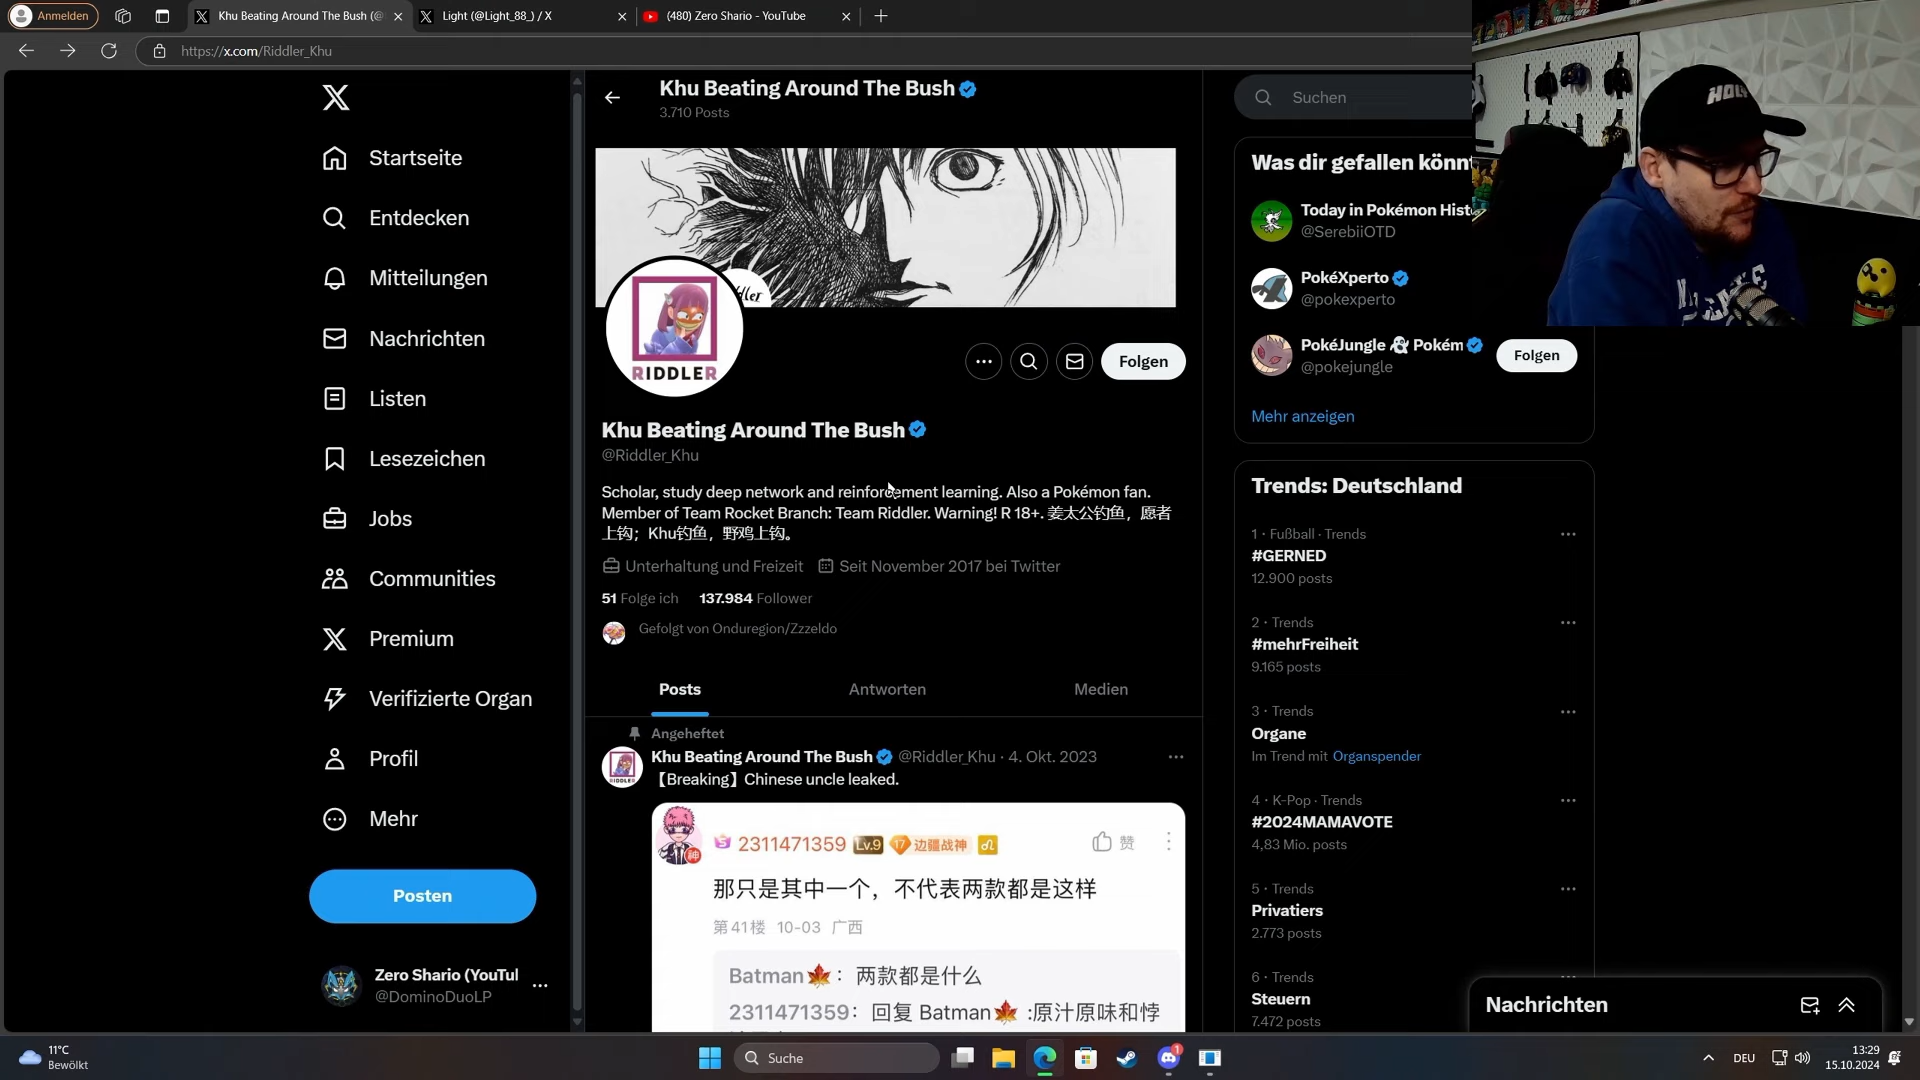 Anmelden
Khu Beating Around The Bush (@
Light (@Light_88_) / X
(480) Zero Shario - YouTube
https://x.com/Riddler_Khu
Startseite
Entdecken
Mitteilungen
Nachrichten
Listen
Lesezeichen
Jobs
Communities
Premium
Verifizierte Organ
Profil
Mehr
Posten
Zero Shario (YouTul
@DominoDuoLP
Khu Beating Around The Bush
3.710 Posts
RIDDLER
Folgen
Khu Beating Around The Bush
@Riddler_Khu
Scholar, study deep network and reinforcement learning. Also a Pokémon fan.
Member of Team Rocket Branch: Team Riddler. Warning! R 18+. 姜太公钓鱼，愿者
上钩；Khu钓鱼，野鸡上钩。
Unterhaltung und Freizeit Seit November 2017 bei Twitter
51 Folge ich 137.984 Follower
Gefolgt von Onduregion/Zzzeldo
Posts Antworten Medien
Angeheftet
Khu Beating Around The Bush @Riddler_Khu · 4. Okt. 2023
【Breaking】Chinese uncle leaked.
2311471359 Lv.9 17 边疆战神
赞
神
那只是其中一个，不代表两款都是这样
第41楼 10-03 广西
Batman🍁：两款都是什么
2311471359：回复 Batman🍁 :原汁原味和悖
Suchen
Was dir gefallen könnt
Today in Pokémon Hist
@SerebiiOTD
PokéXperto
@pokexperto
PokéJungle 👻 Pokém
@pokejungle
Folgen
Mehr anzeigen
Trends: Deutschland
1 · Fußball · Trends
#GERNED
12.900 posts
2 · Trends
#mehrFreiheit
9.165 posts
3 · Trends
Organe
Im Trend mit Organspender
4 · K-Pop · Trends
#2024MAMAVOTE
4,83 Mio. posts
5 · Trends
Privatiers
2.773 posts
6 · Trends
Steuern
7.472 posts
Nachrichten
11°C
Bewölkt
Suche
1
DEU
13:29
15.10.2024